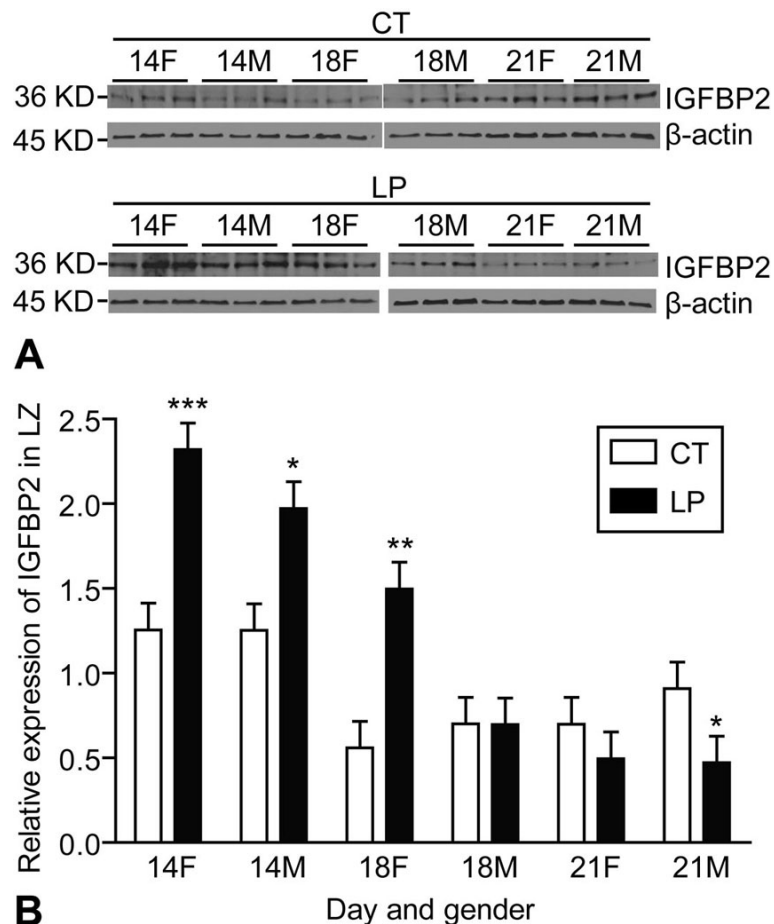 CT
14F 14M 18F 18M 21F 21M
36 KD- IGFBP2
45 KD- β-actin
LP
14F 14M 18F 18M 21F 21M
36 KD- IGFBP2
45 KD- β-actin
A
Relative expression of IGFBP2 in LZ
2.5
2.0
1.5
1.0
0.5
0.0
***
*
**
*
CT
LP
14F 14M 18F 18M 21F 21M
Day and gender
B